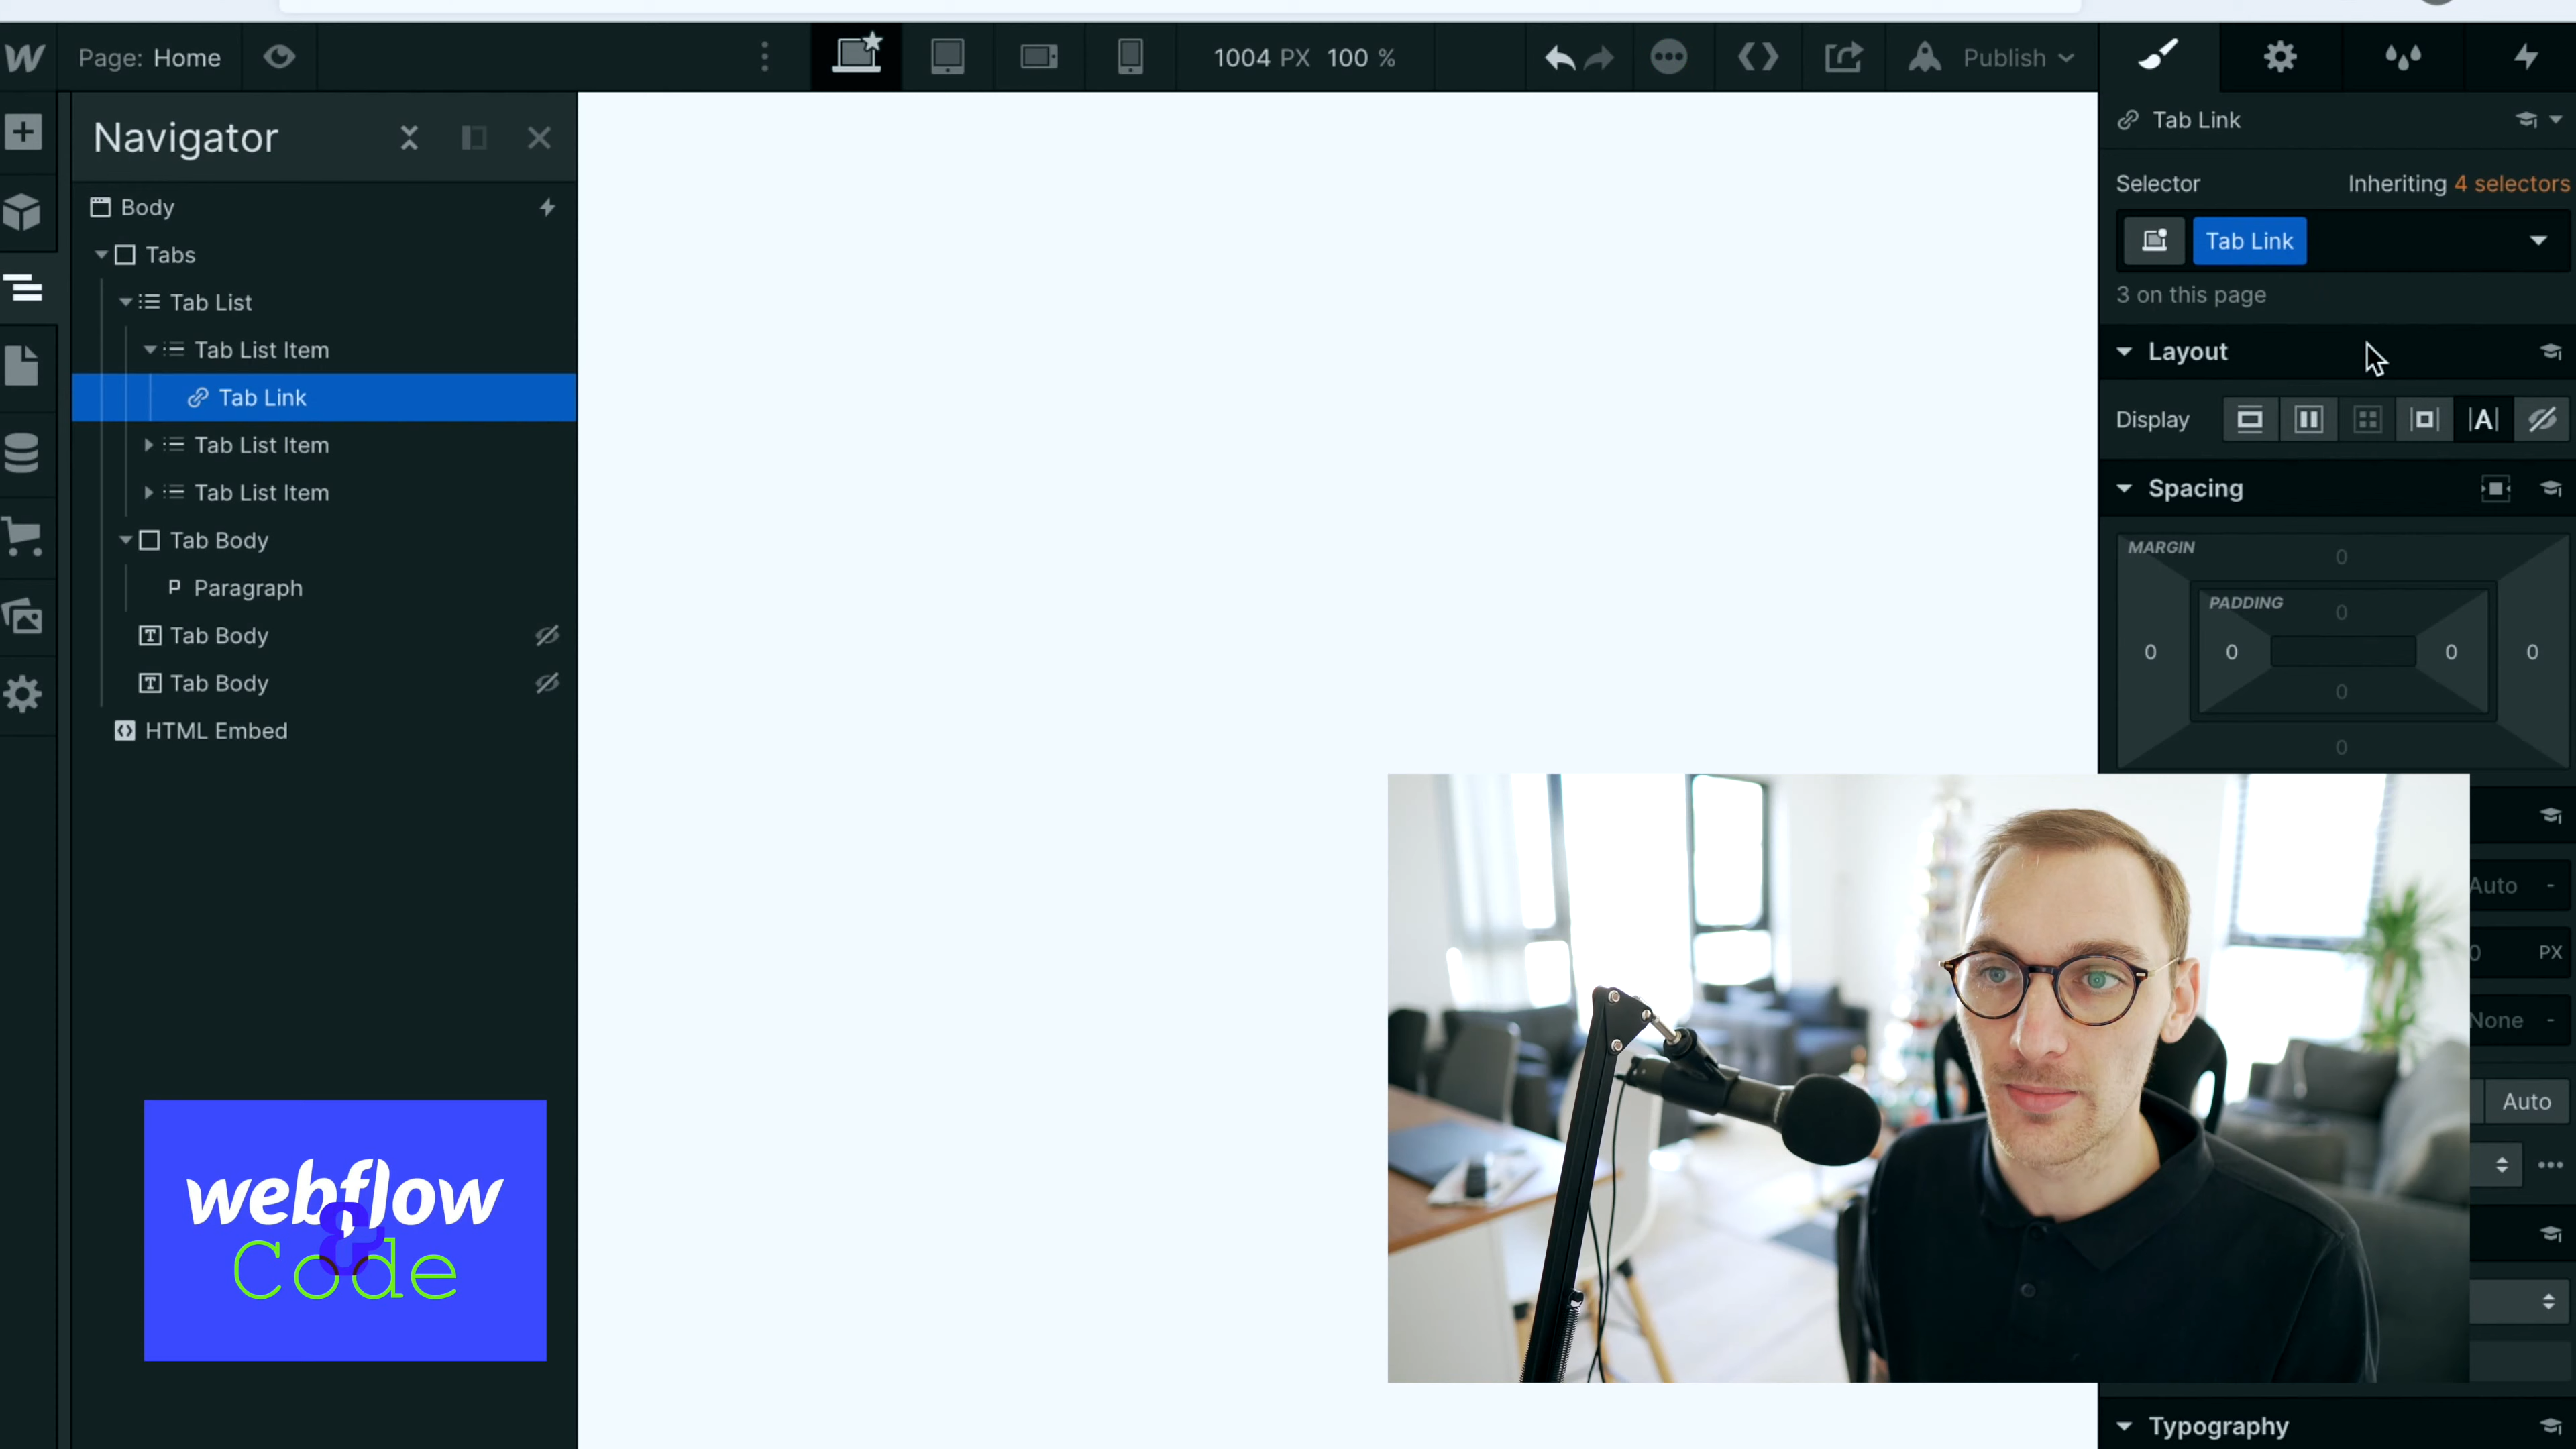 Page: Home
1004 PX 100 %
Publish
Navigator
Body
Tabs
Tab List
Tab List Item
Tab Link
Tab List Item
Tab List Item
Tab Body
Paragraph
Tab Body
Tab Body
HTML Embed
webflow
&
Code
Tab Link
Selector Inheriting 4 selectors
Tab Link
3 on this page
Layout
Display
Spacing
MARGIN
0
PADDING
0
0 0 0 0
0
0
Auto -
0 PX
None -
Auto
Typography